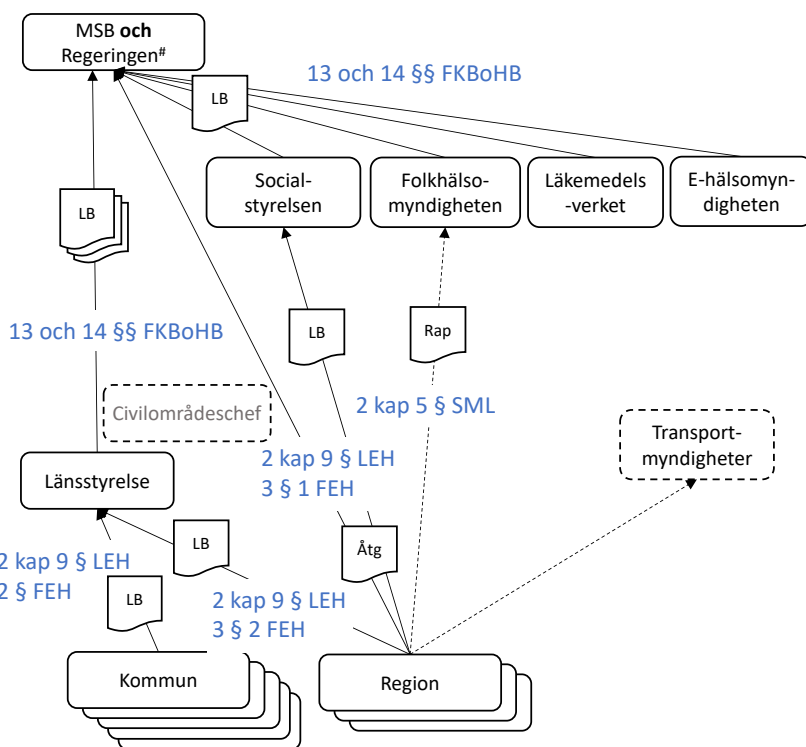 MSB och
Regeringen#
13 och 14 §§ FKBoHB
LB
Social-
styrelsen
Folkhälso-
myndigheten
Läkemedels
-verket
E-hälsomyn-
digheten
LB
LB
Rap
13 och 14 §§ FKBoHB
2 kap 5 § SML
Civilområdeschef
Transport-
myndigheter
2 kap 9 § LEH
3 § 1 FEH
Länsstyrelse
LB
Åtg
2 kap 9 § LEH
2 § FEH
LB
2 kap 9 § LEH
3 § 2 FEH
Kommun
Region